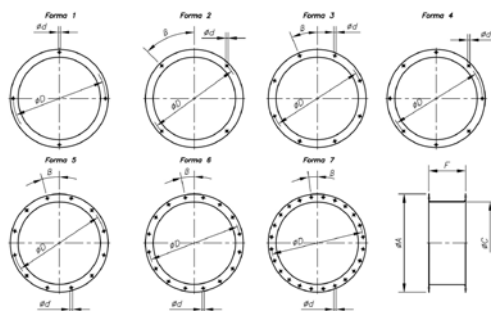 Forma 1
Forma 2
Forma 3
Forma 4
Ød
B
Ød
B
Ød
Ød
ØD
ØD
ØD
ØD
Forma 5
Forma 6
Forma 7
B
B
B
F
ØD
ØD
ØD
ØA
ØC
Ød
Ød
Ød